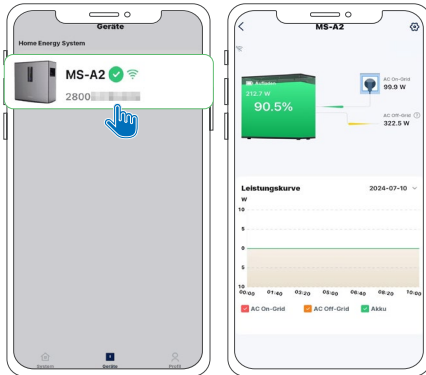 Geräte
Home Energy System
MS-A2
2800
System
Geräte
Profil
MS-A2
Aufladen
212.7 W
90.5%
AC On-Grid
99.9 W
AC Off-Grid
322.5 W
Leistungskurve
2024-07-10
W
10
5
0
5
10
00:00 01:40 03:20 05:00 06:40 08:20 10:00
AC On-Grid
AC Off-Grid
Akku